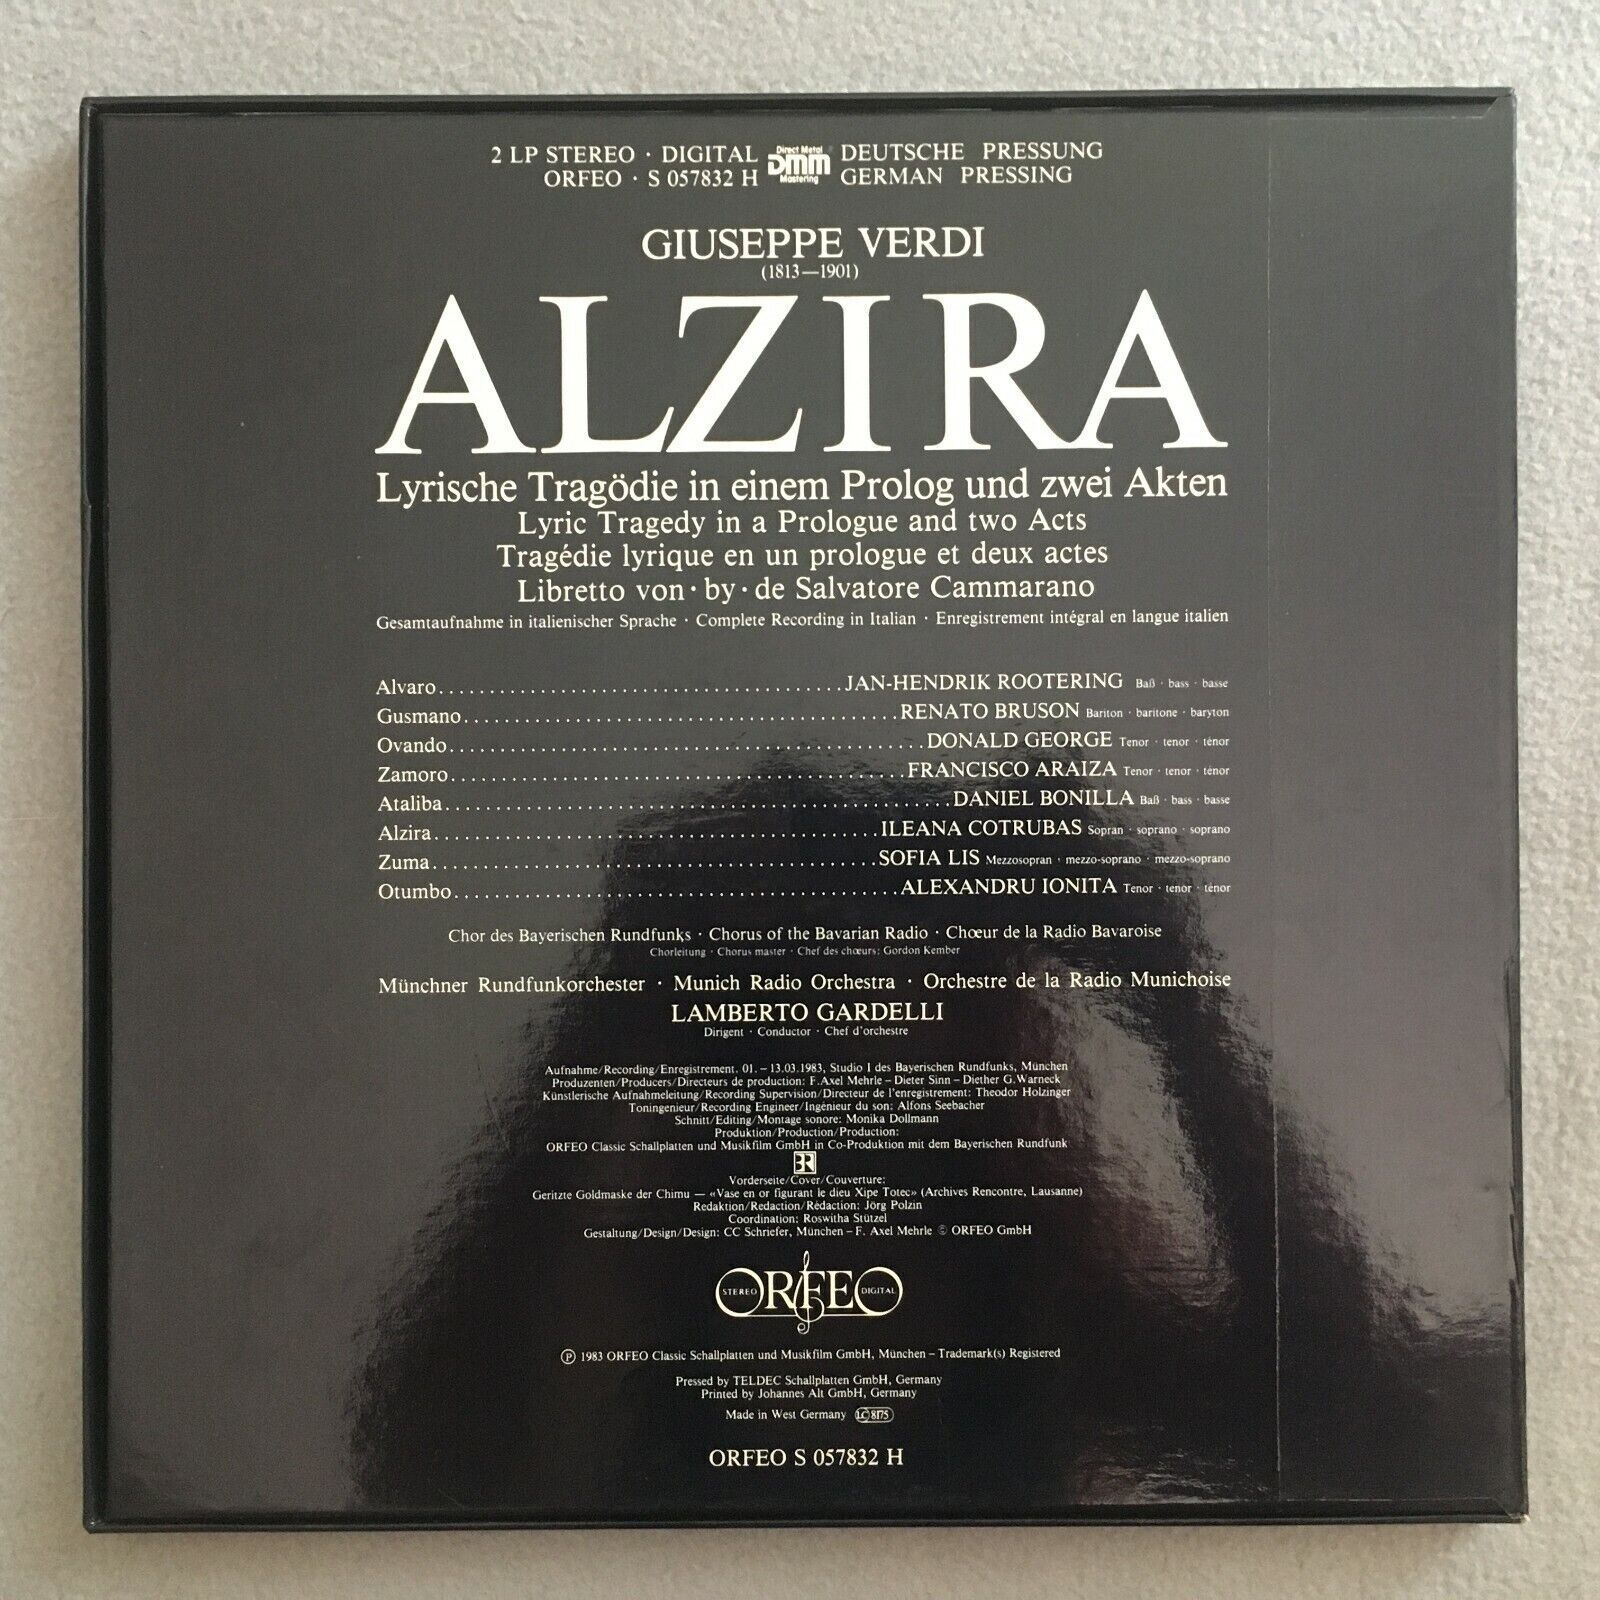 2 LP STEREO · DIGITAL Direct Metal DMM Mastering DEUTSCHE PRESSUNG
ORFEO · S 057832 H GERMAN PRESSING
GIUSEPPE VERDI
(1813—1901)
ALZIRA
Lyrische Tragödie in einem Prolog und zwei Akten
Lyric Tragedy in a Prologue and two Acts
Tragédie lyrique en un prologue et deux actes
Libretto von · by · de Salvatore Cammarano
Gesamtaufnahme in italienischer Sprache · Complete Recording in Italian · Enregistrement intégral en langue italien
Alvaro........................................JAN-HENDRIK ROOTERING Baß · bass · basse
Gusmano...........................................RENATO BRUSON Bariton · baritone · baryton
Ovando...............................................DONALD GEORGE Tenor · tenor · ténor
Zamoro.............................................FRANCISCO ARAIZA Tenor · tenor · ténor
Ataliba..................................................DANIEL BONILLA Baß · bass · basse
Alzira............................................ILEANA COTRUBAS Sopran · soprano · soprano
Zuma............................................SOFIA LIS Mezzosopran · mezzo-soprano · mezzo-soprano
Otumbo............................................ALEXANDRU IONITA Tenor · tenor · ténor
Chor des Bayerischen Rundfunks · Chorus of the Bavarian Radio · Chœur de la Radio Bavaroise
Chorleitung · Chorus master · Chef des chœurs: Gordon Kember
Münchner Rundfunkorchester · Munich Radio Orchestra · Orchestre de la Radio Munichoise
LAMBERTO GARDELLI
Dirigent · Conductor · Chef d'orchestre
Aufnahme/Recording/Enregistrement. 01. – 13.03.1983, Studio I des Bayerischen Rundfunks, München
Produzenten/Producers/Directeurs de production: F. Axel Mehrle – Dieter Sinn – Diether G. Warneck
Künstlerische Aufnahmeleitung/Recording Supervision/Directeur de l'enregistrement: Theodor Holzinger
Toningenieur/Recording Engineer/Ingénieur du son: Alfons Seebacher
Schnitt/Editing/Montage sonore: Monika Dollmann
Produktion/Production/Production:
ORFEO Classic Schallplatten und Musikfilm GmbH in Co-Produktion mit dem Bayerischen Rundfunk
BR
Vorderseite/Cover/Couverture:
Geritzte Goldmaske der Chimu — «Vase en or figurant le dieu Xipe Totec» (Archives Rencontre, Lausanne)
Redaktion/Redaction/Rédaction: Jörg Polzin
Coordination: Roswitha Stützel
Gestaltung/Design/Design: CC Schriefer, München – F. Axel Mehrle © ORFEO GmbH
STEREO ORFEO DIGITAL
Ⓟ 1983 ORFEO Classic Schallplatten und Musikfilm GmbH, München – Trademark(s) Registered
Pressed by TELDEC Schallplatten GmbH, Germany
Printed by Johannes Alt GmbH, Germany
Made in West Germany LC 8175
ORFEO S 057832 H